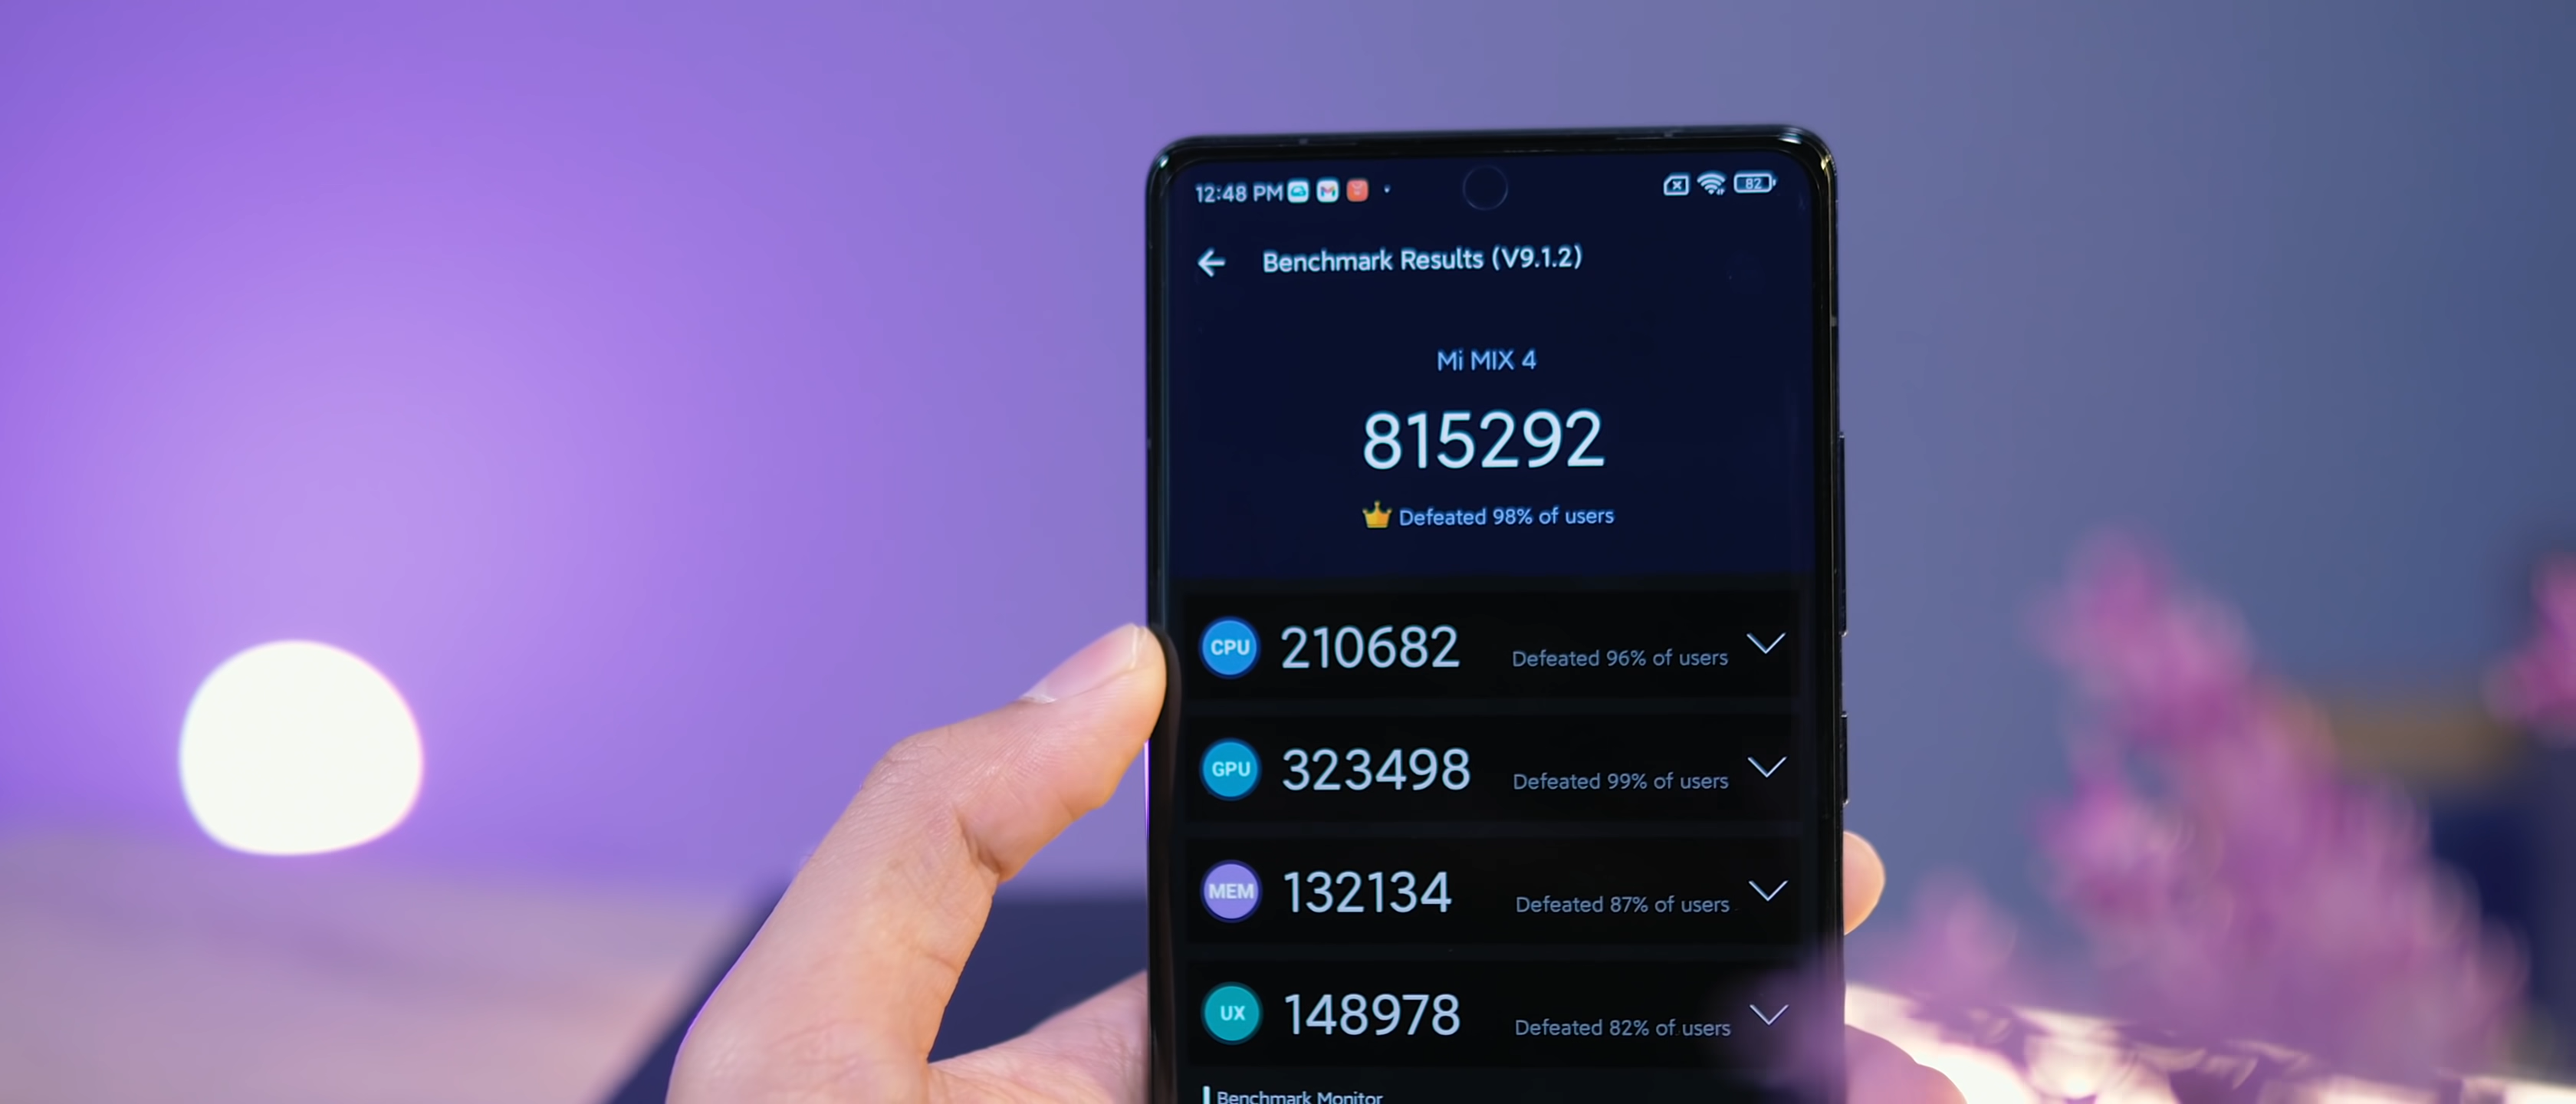 12:48 PM 82
Benchmark Results (V9.1.2)
Mi MIX 4
815292
Defeated 98% of users
CPU 210682 Defeated 96% of users
GPU 323498 Defeated 99% of users
MEM 132134 Defeated 87% of users
UX 148978 Defeated 82% of users
Benchmark Monitor